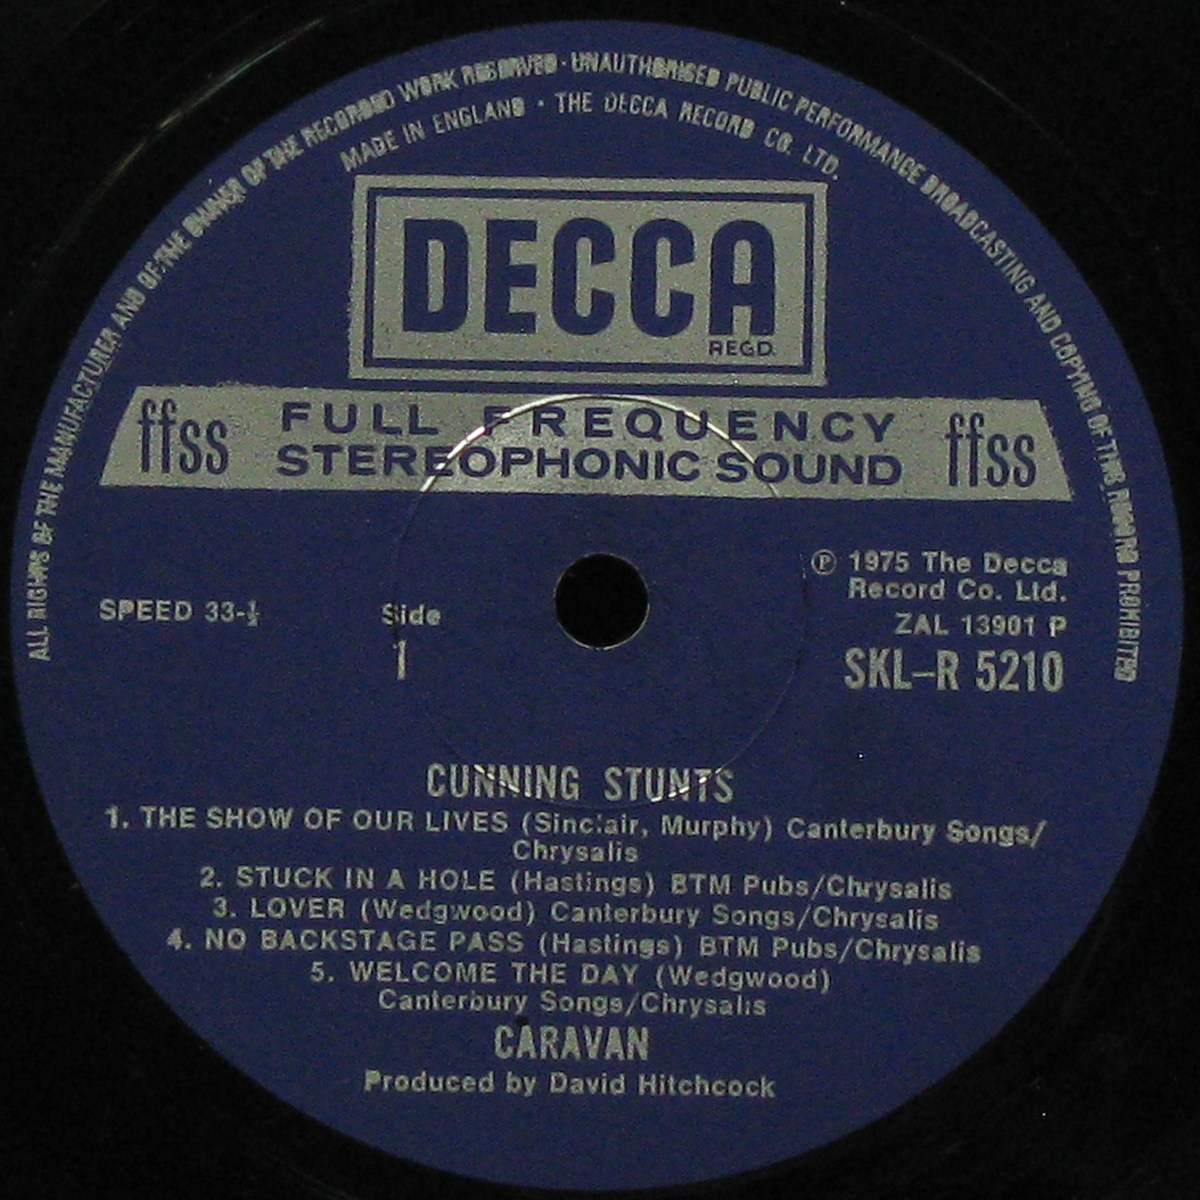 ALL RIGHTS OF THE MANUFACTURER AND OF THE OWNER OF THE RECORDED WORK RESERVED · UNAUTHORISED PUBLIC PERFORMANCE BROADCASTING AND COPYING OF THIS RECORD PROHIBITED
MADE IN ENGLAND · THE DECCA RECORD CO. LTD.
DECCA
REGD.
ffss FULL FREQUENCY ffss
STEREOPHONIC SOUND
℗ 1975 The Decca
Record Co. Ltd.
SPEED 33-⅓ Side ZAL 13901 P
1 SKL-R 5210
CUNNING STUNTS
1. THE SHOW OF OUR LIVES (Sinclair, Murphy) Canterbury Songs/
Chrysalis
2. STUCK IN A HOLE (Hastings) BTM Pubs/Chrysalis
3. LOVER (Wedgwood) Canterbury Songs/Chrysalis
4. NO BACKSTAGE PASS (Hastings) BTM Pubs/Chrysalis
5. WELCOME THE DAY (Wedgwood)
Canterbury Songs/Chrysalis
CARAVAN
Produced by David Hitchcock